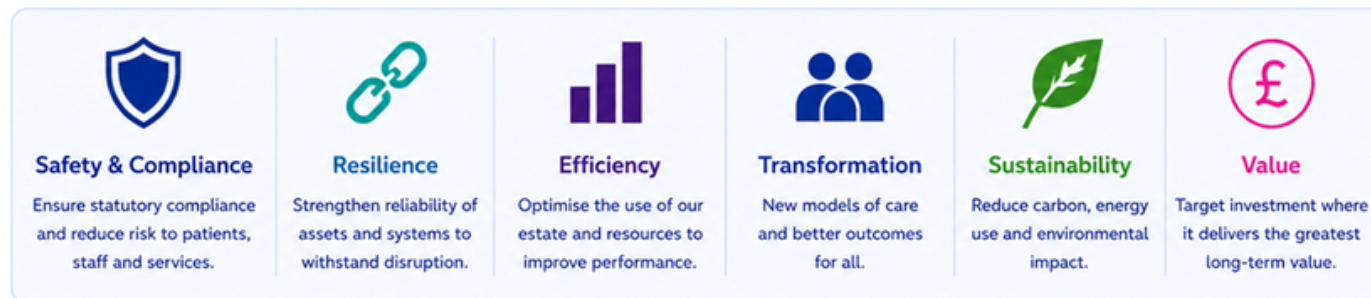 £
Safety & Compliance
Ensure statutory compliance
and reduce risk to patients,
staff and services.
Resilience
Strengthen reliability of
assets and systems to
withstand disruption.
Efficiency
Optimise the use of our
estate and resources to
improve performance.
Transformation
New models of care
and better outcomes
for all.
Sustainability
Reduce carbon, energy
use and environmental
impact.
Value
Target investment where
it delivers the greatest
long-term value.